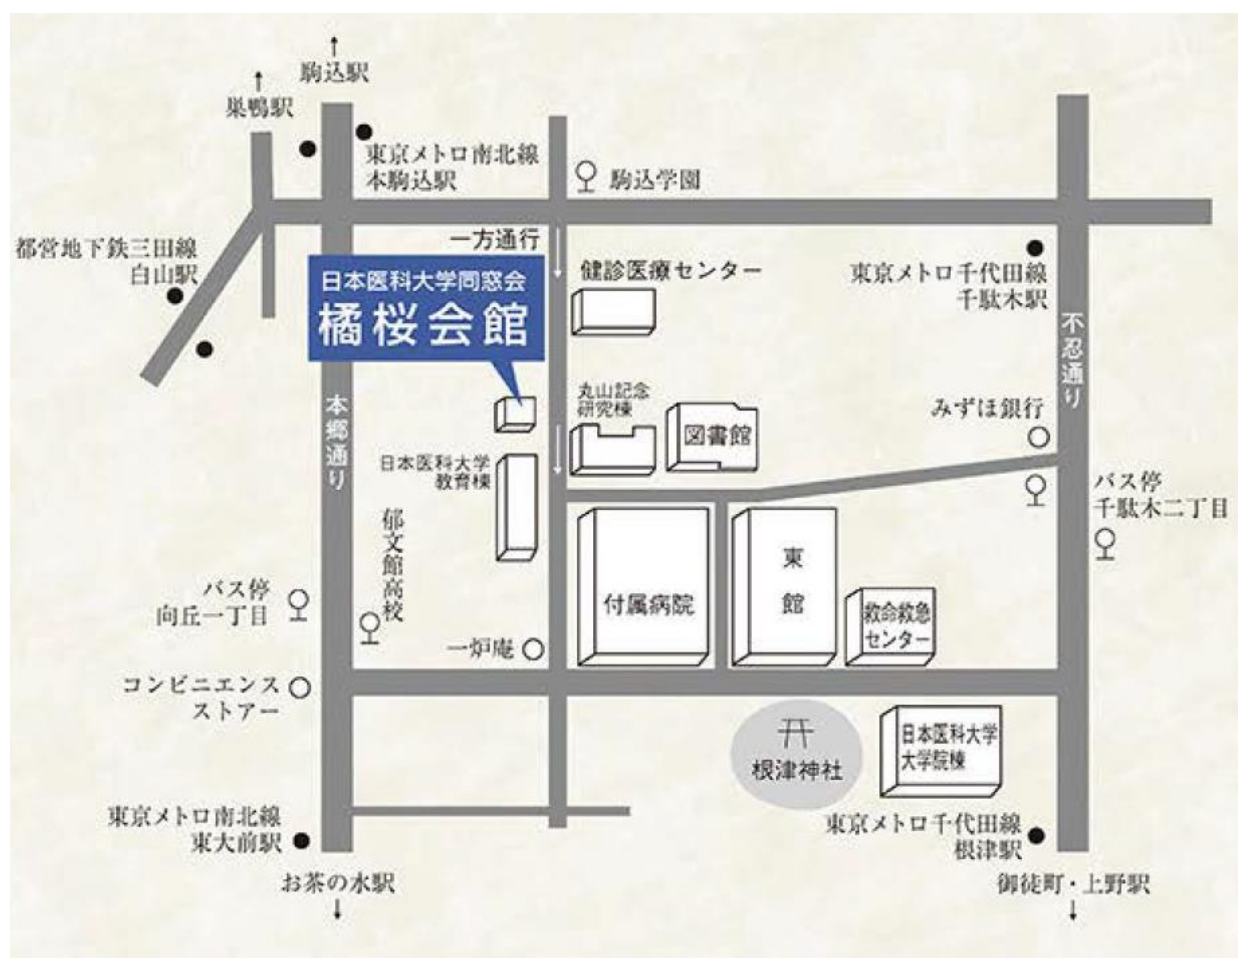 ↑
駒込駅
↑
巣鴨駅
東京メトロ南北線
本駒込駅
駒込学園
都営地下鉄三田線
白山駅
一方通行
日本医科大学同窓会
橘桜会館
健診医療センター
東京メトロ千代田線
千駄木駅
不忍通り
本郷通り
丸山記念
研究棟
図書館
みずほ銀行
日本医科大学
教育棟
バス停
千駄木二丁目
郁文館高校
東館
付属病院
救命救急
センター
バス停
向丘一丁目
一炉庵
コンビニエンス
ストアー
根津神社
日本医科大学
大学院棟
東京メトロ南北線
東大前駅
東京メトロ千代田線
根津駅
お茶の水駅
↓
御徒町・上野駅
↓